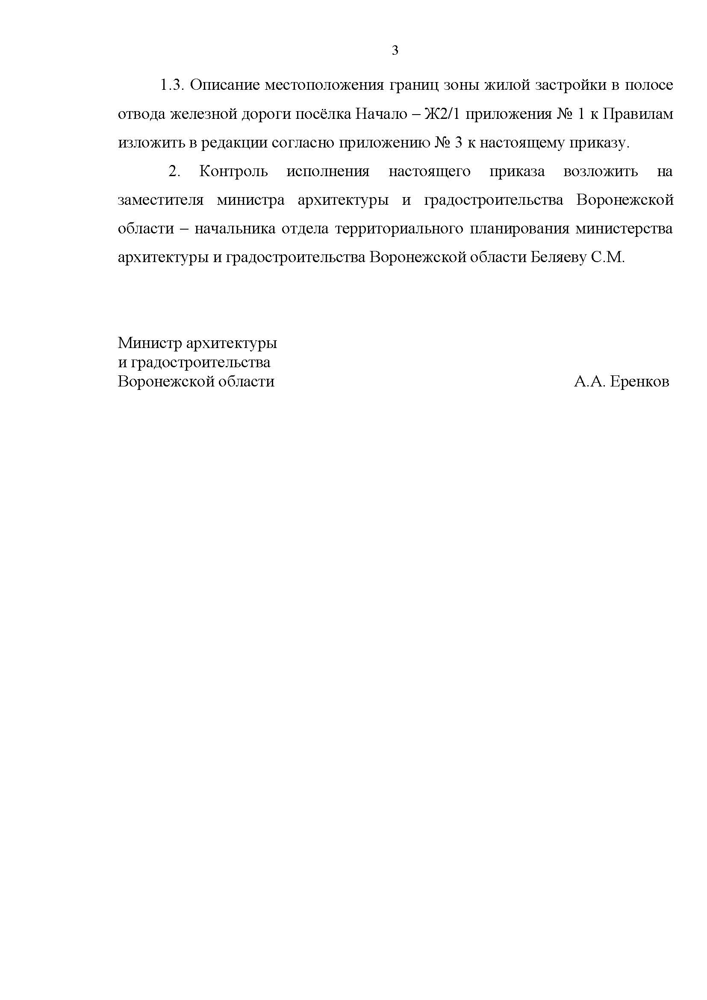 3
1.3. Описание местоположения границ зоны жилой застройки в полосе
отвода железной дороги посёлка Начало – Ж2/1 приложения № 1 к Правилам
изложить в редакции согласно приложению № 3 к настоящему приказу.
2. Контроль исполнения настоящего приказа возложить на
заместителя министра архитектуры и градостроительства Воронежской
области – начальника отдела территориального планирования министерства
архитектуры и градостроительства Воронежской области Беляеву С.М.
Министр архитектуры
и градостроительства
Воронежской области А.А. Еренков